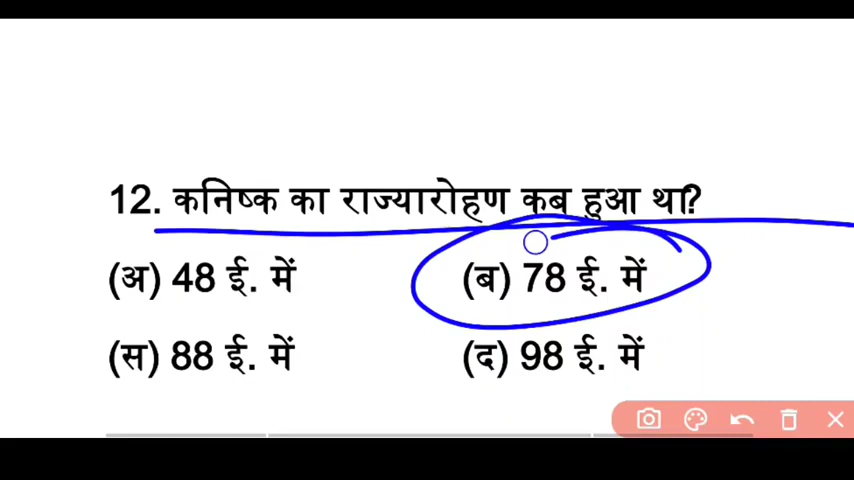 12. कनिष्क का राज्यारोहण कब हुआ था?
(अ) 48 ई. में (ब) 78 ई. में
(स) 88 ई. में (द) 98 ई. में